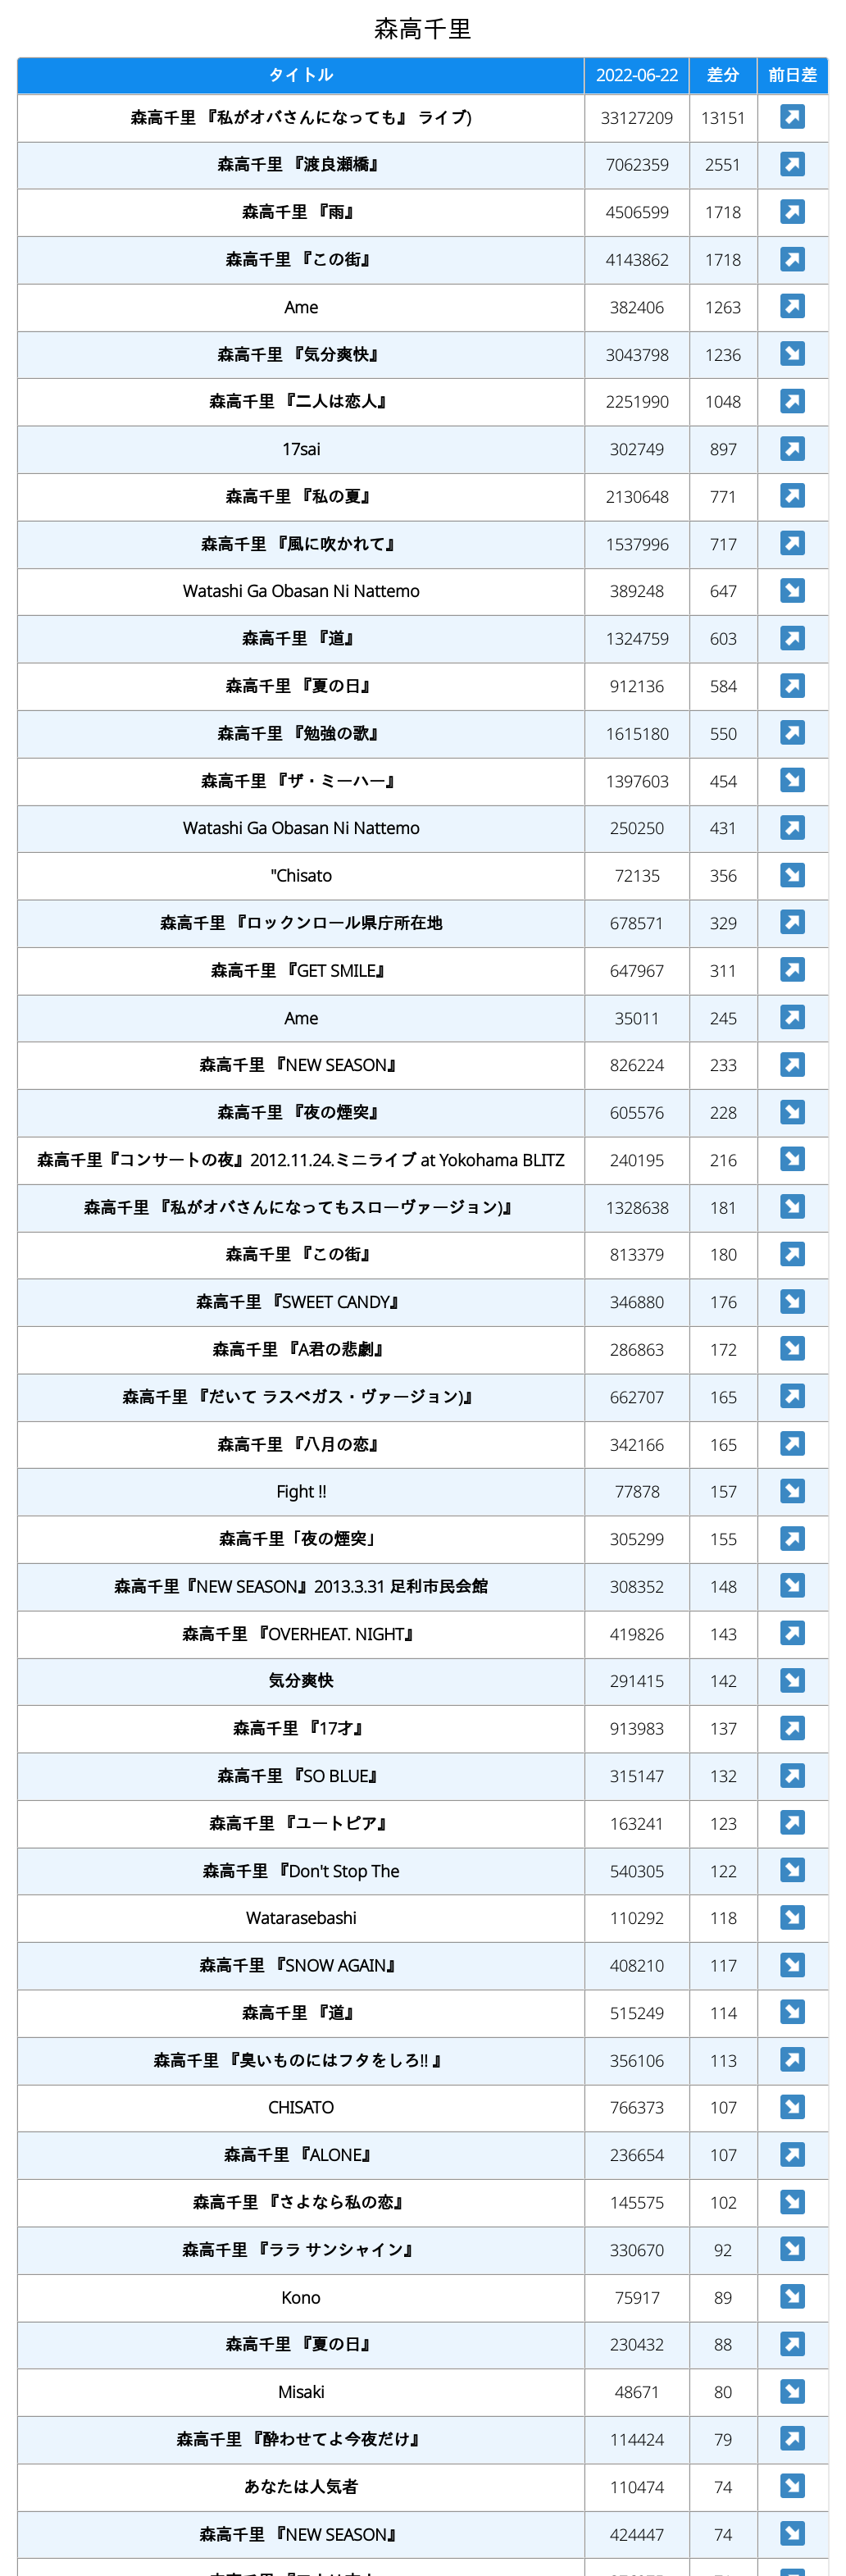 森高千里
タイトル 2022-06-22 差分 前日差
森高千里 『私がオバさんになっても』 ライブ) 33127209 13151
森高千里 『渡良瀬橋』 7062359 2551
森高千里 『雨』 4506599 1718
森高千里 『この街』 4143862 1718
Ame 382406 1263
森高千里 『気分爽快』 3043798 1236
森高千里 『二人は恋人』 2251990 1048
17sai 302749 897
森高千里 『私の夏』 2130648 771
森高千里 『風に吹かれて』 1537996 717
Watashi Ga Obasan Ni Nattemo 389248 647
森高千里 『道』 1324759 603
森高千里 『夏の日』 912136 584
森高千里 『勉強の歌』 1615180 550
森高千里 『ザ・ミーハー』 1397603 454
Watashi Ga Obasan Ni Nattemo 250250 431
"Chisato 72135 356
森高千里 『ロックンロール県庁所在地 678571 329
森高千里 『GET SMILE』 647967 311
Ame 35011 245
森高千里 『NEW SEASON』 826224 233
森高千里 『夜の煙突』 605576 228
森高千里『コンサートの夜』2012.11.24.ミニライブ at Yokohama BLITZ 240195 216
森高千里 『私がオバさんになってもスローヴァージョン)』 1328638 181
森高千里 『この街』 813379 180
森高千里 『SWEET CANDY』 346880 176
森高千里 『A君の悲劇』 286863 172
森高千里 『だいて ラスベガス・ヴァージョン)』 662707 165
森高千里 『八月の恋』 342166 165
Fight !! 77878 157
森高千里「夜の煙突」 305299 155
森高千里『NEW SEASON』2013.3.31 足利市民会館 308352 148
森高千里 『OVERHEAT. NIGHT』 419826 143
気分爽快 291415 142
森高千里 『17才』 913983 137
森高千里 『SO BLUE』 315147 132
森高千里 『ユートピア』 163241 123
森高千里 『Don't Stop The 540305 122
Watarasebashi 110292 118
森高千里 『SNOW AGAIN』 408210 117
森高千里 『道』 515249 114
森高千里 『臭いものにはフタをしろ!! 』 356106 113
CHISATO 766373 107
森高千里 『ALONE』 236654 107
森高千里 『さよなら私の恋』 145575 102
森高千里 『ララ サンシャイン』 330670 92
Kono 75917 89
森高千里 『夏の日』 230432 88
Misaki 48671 80
森高千里 『酔わせてよ今夜だけ』 114424 79
あなたは人気者 110474 74
森高千里 『NEW SEASON』 424447 74